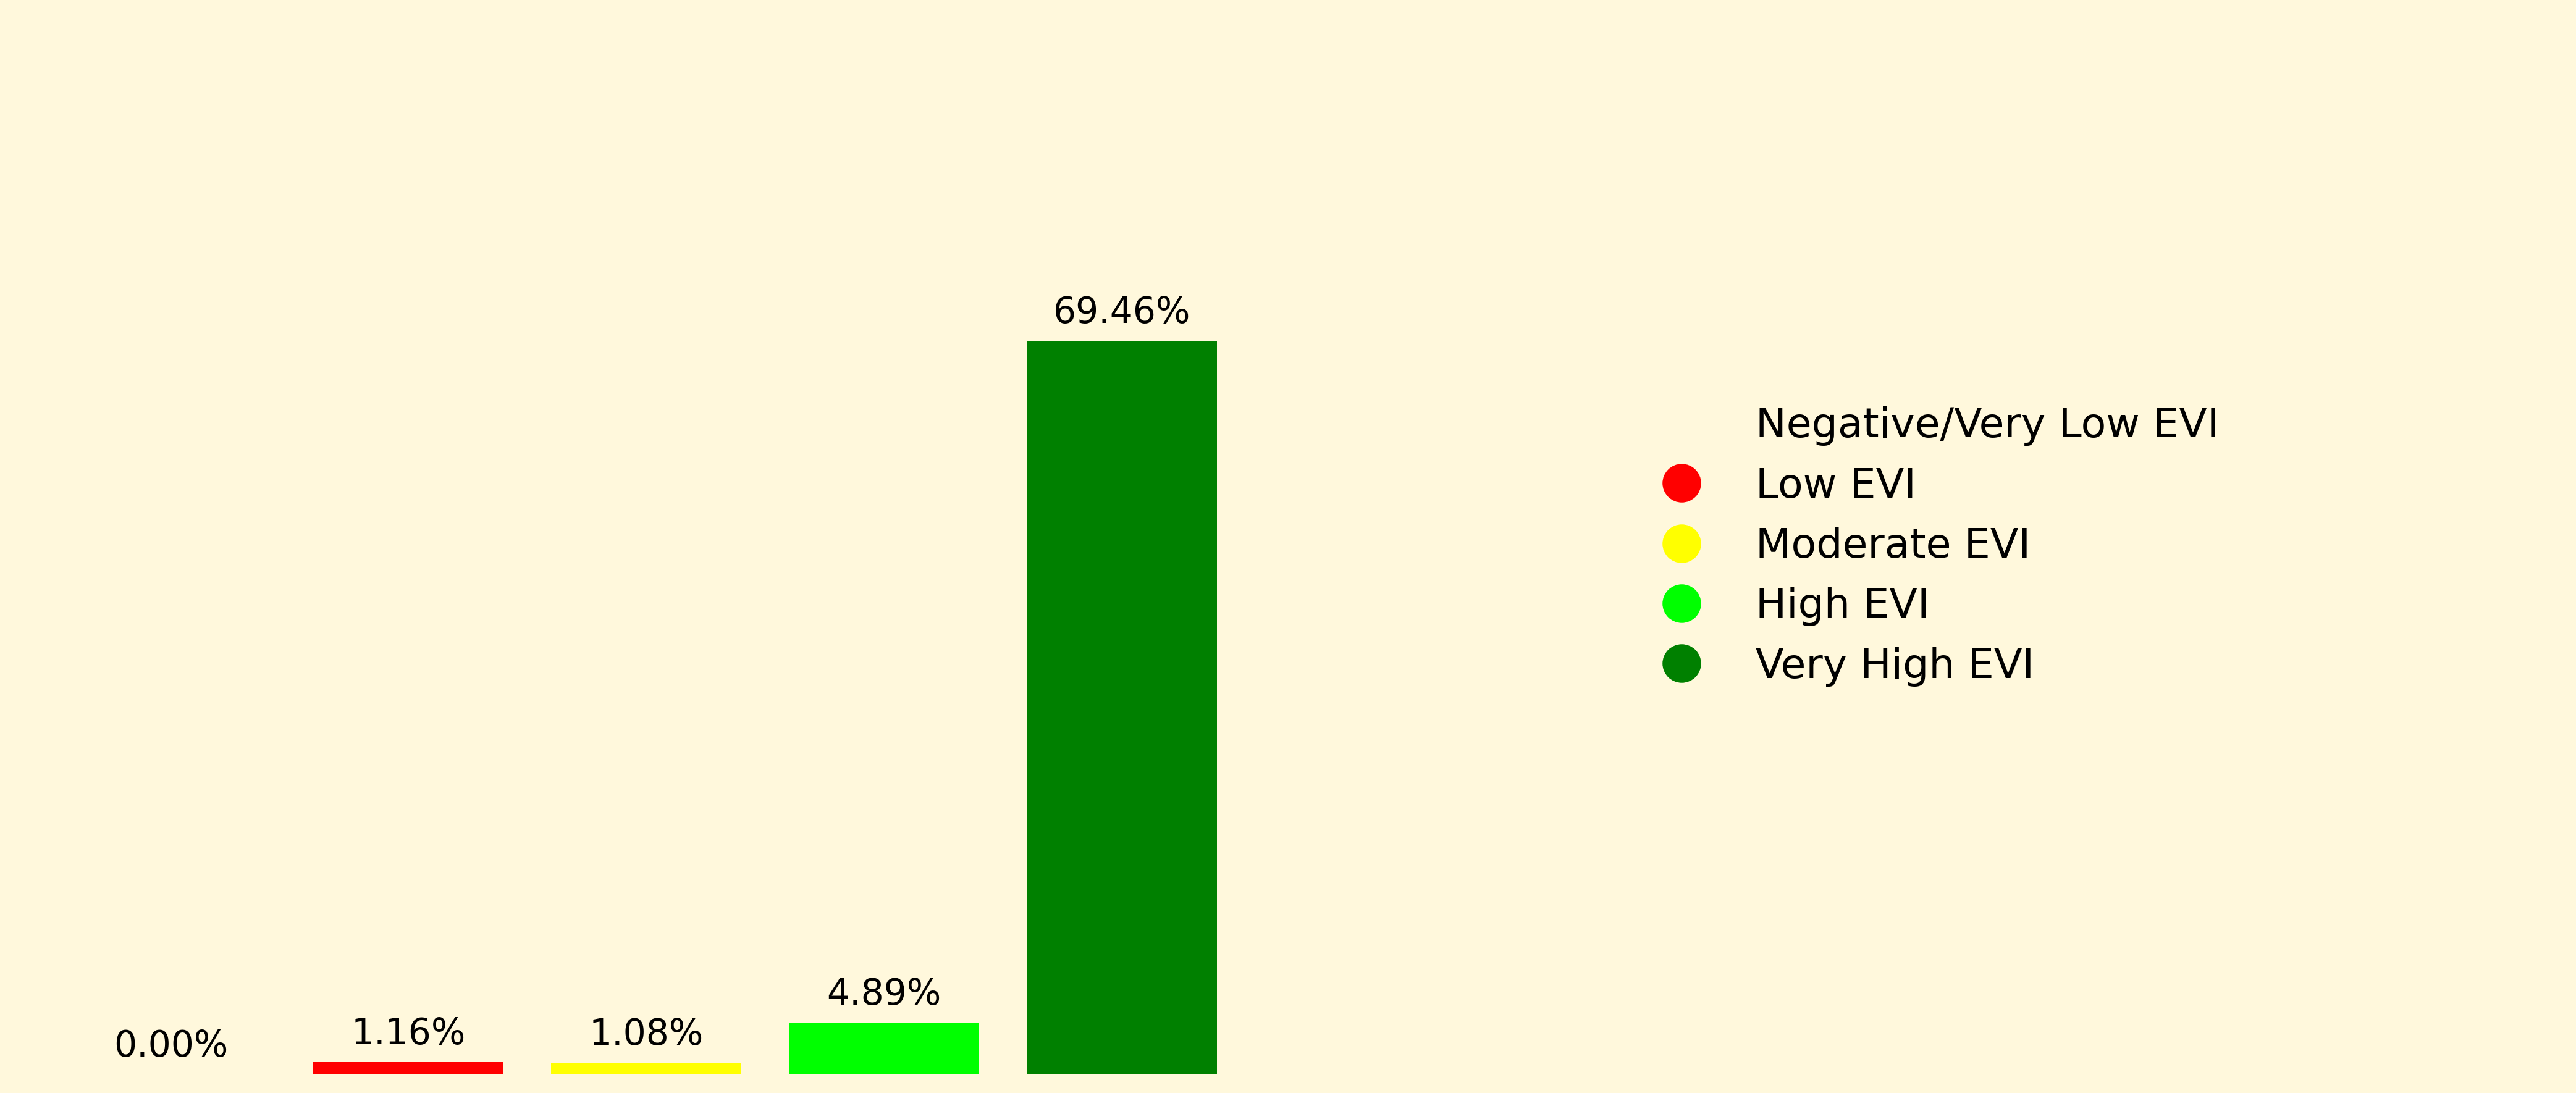 69.46%
4.89%
1.16%
1.08%
0.00%
Negative/Very Low EVI
Low EVI
Moderate EVI
High EVI
Very High EVI